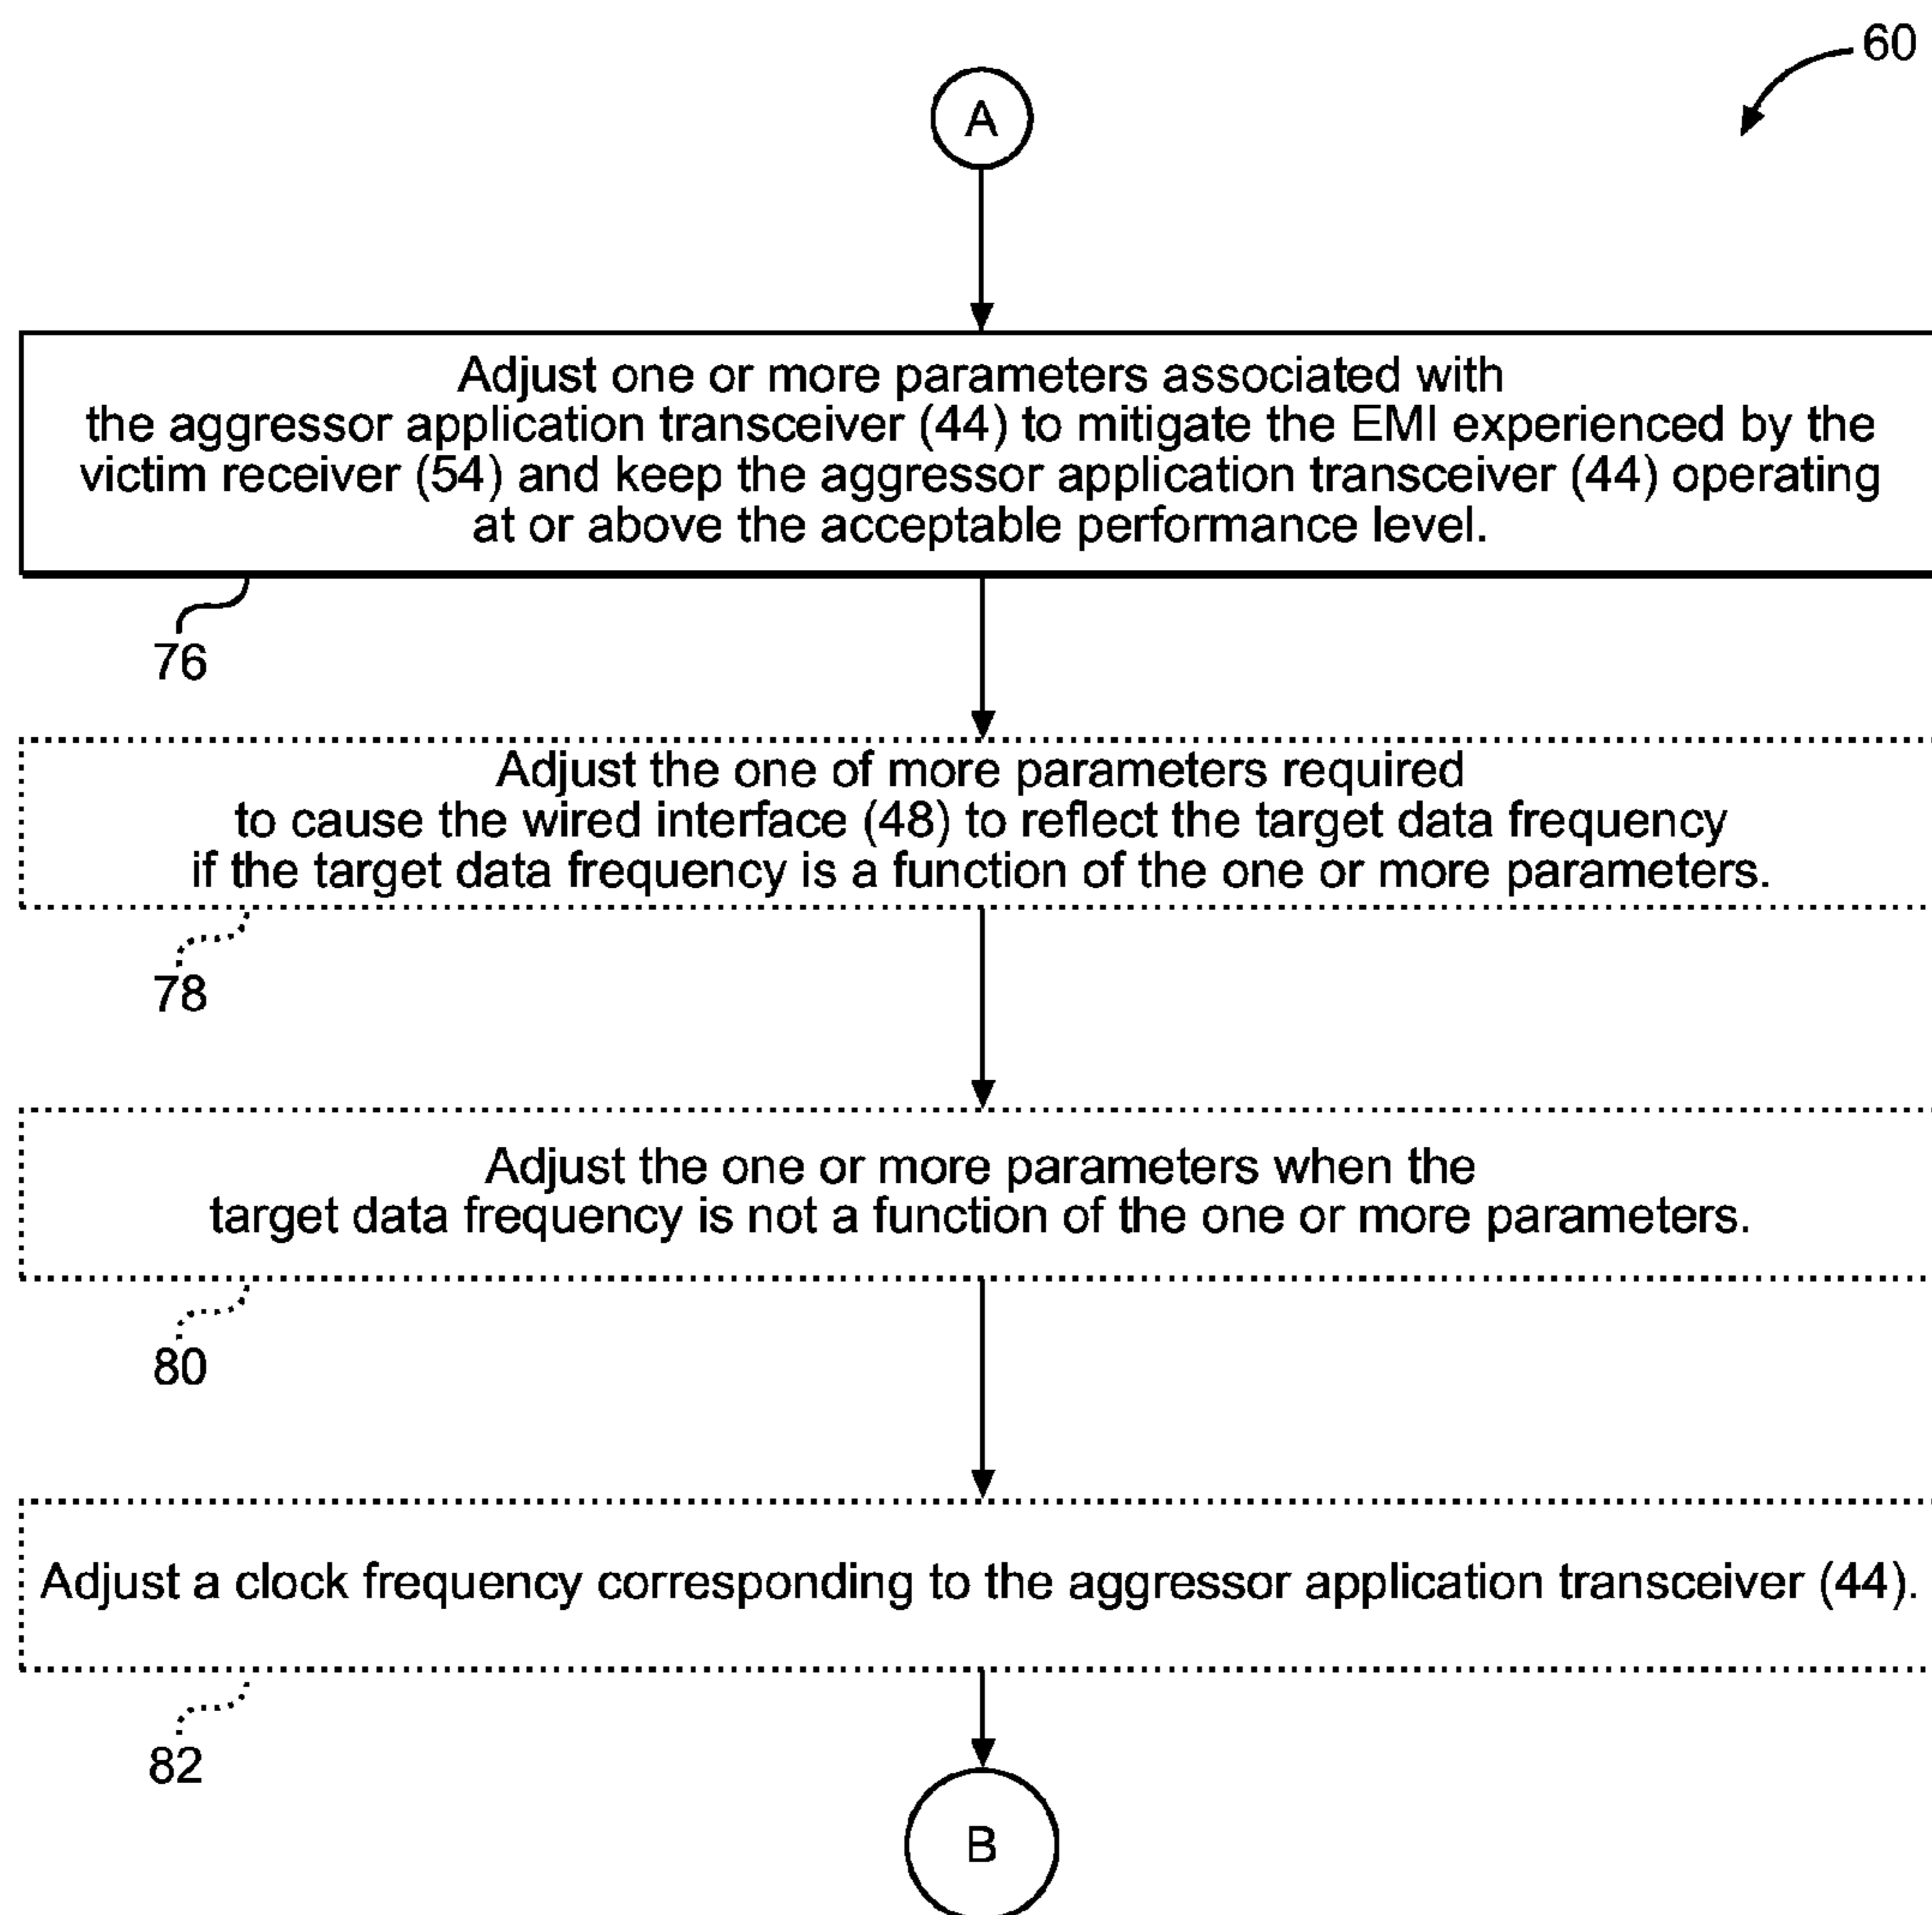 60
A
Adjust one or more parameters associated with
the aggressor application transceiver (44) to mitigate the EMI experienced by the
victim receiver (54) and keep the aggressor application transceiver (44) operating
at or above the acceptable performance level.
76
Adjust the one of more parameters required
to cause the wired interface (48) to reflect the target data frequency
if the target data frequency is a function of the one or more parameters.
78
Adjust the one or more parameters when the
target data frequency is not a function of the one or more parameters.
80
Adjust a clock frequency corresponding to the aggressor application transceiver (44).
82
B